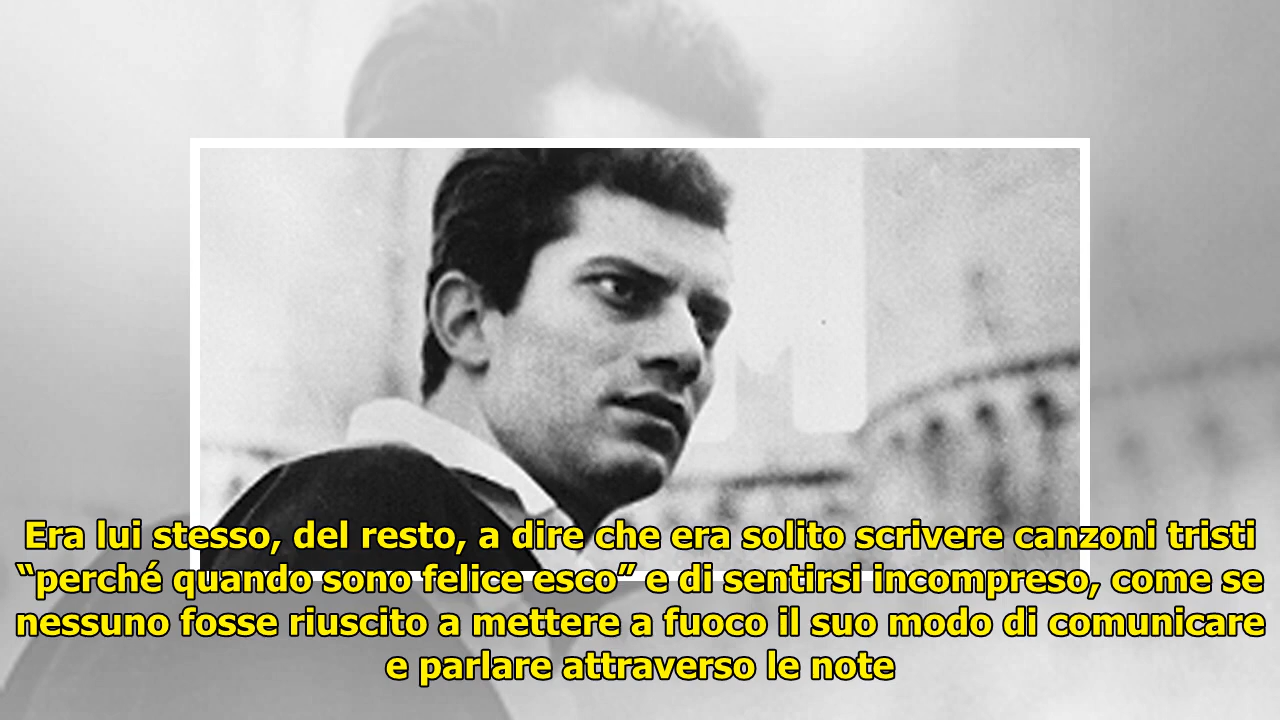 Era lui stesso, del resto, a dire che era solito scrivere canzoni tristi
“perché quando sono felice esco” e di sentirsi incompreso, come se
nessuno fosse riuscito a mettere a fuoco il suo modo di comunicare
e parlare attraverso le note